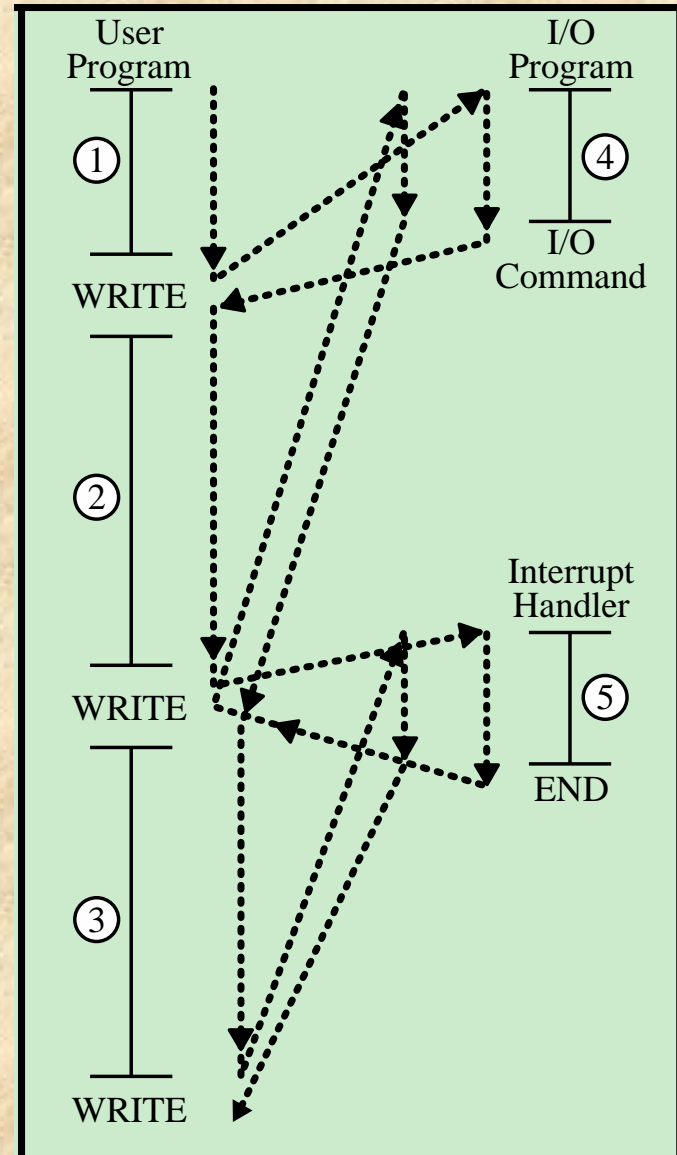 User
Program
I/O
Program
1
4
I/O
Command
WRITE
2
Interrupt
Handler
5
WRITE
END
3
WRITE